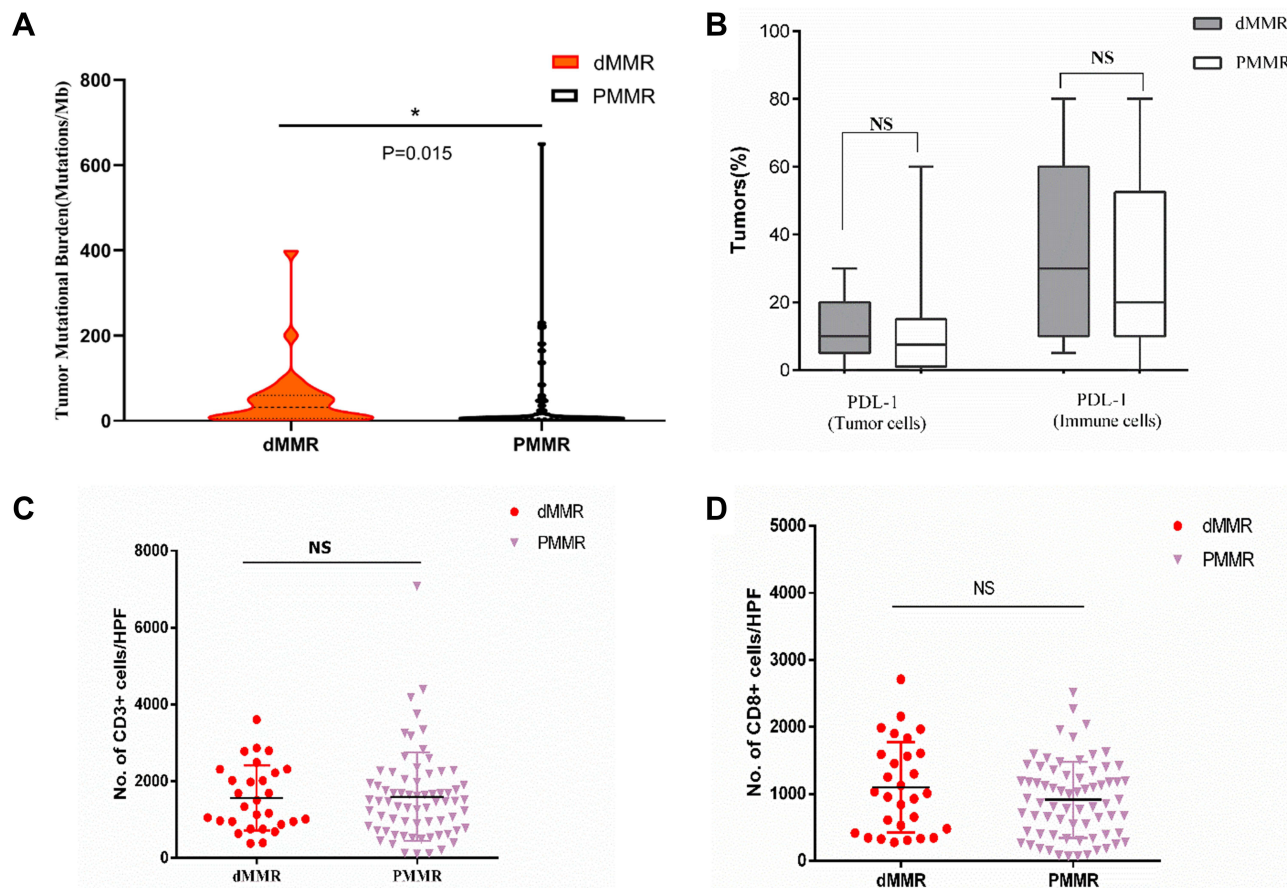 A
dMMR
PMMR
Tumor Mutational Burden(Mutations/Mb)
800
600
400
200
0
*
P=0.015
dMMR
PMMR
B
dMMR
PMMR
Tumors(%)
100
80
60
40
20
0
NS
NS
PDL-1
(Tumor cells)
PDL-1
(Immune cells)
C
dMMR
PMMR
No. of CD3+ cells/HPF
8000
6000
4000
2000
0
NS
dMMR
PMMR
D
dMMR
PMMR
No. of CD8+ cells/HPF
5000
4000
3000
2000
1000
0
NS
dMMR
PMMR